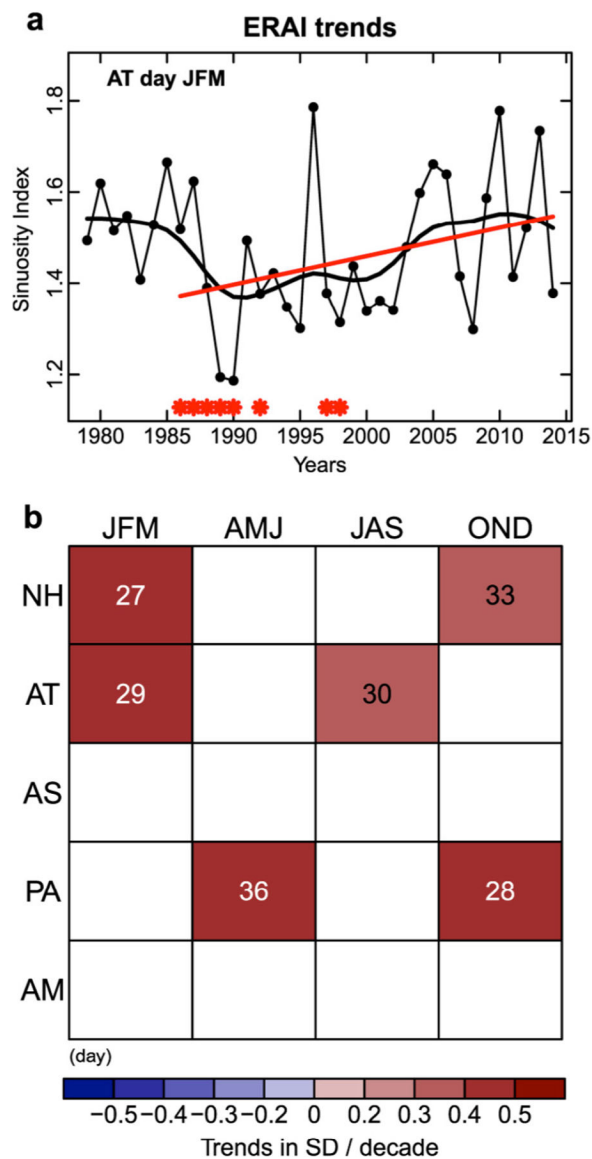 a
ERAI trends
AT day JFM
Sinuosity Index
1.8
1.6
1.4
1.2
1980 1985 1990 1995 2000 2005 2010 2015
Years
b
JFM AMJ JAS OND
NH 27 33
AT 29 30
AS
PA 36 28
AM
(day)
−0.5 −0.4 −0.3 −0.2 0 0.2 0.3 0.4 0.5
Trends in SD / decade